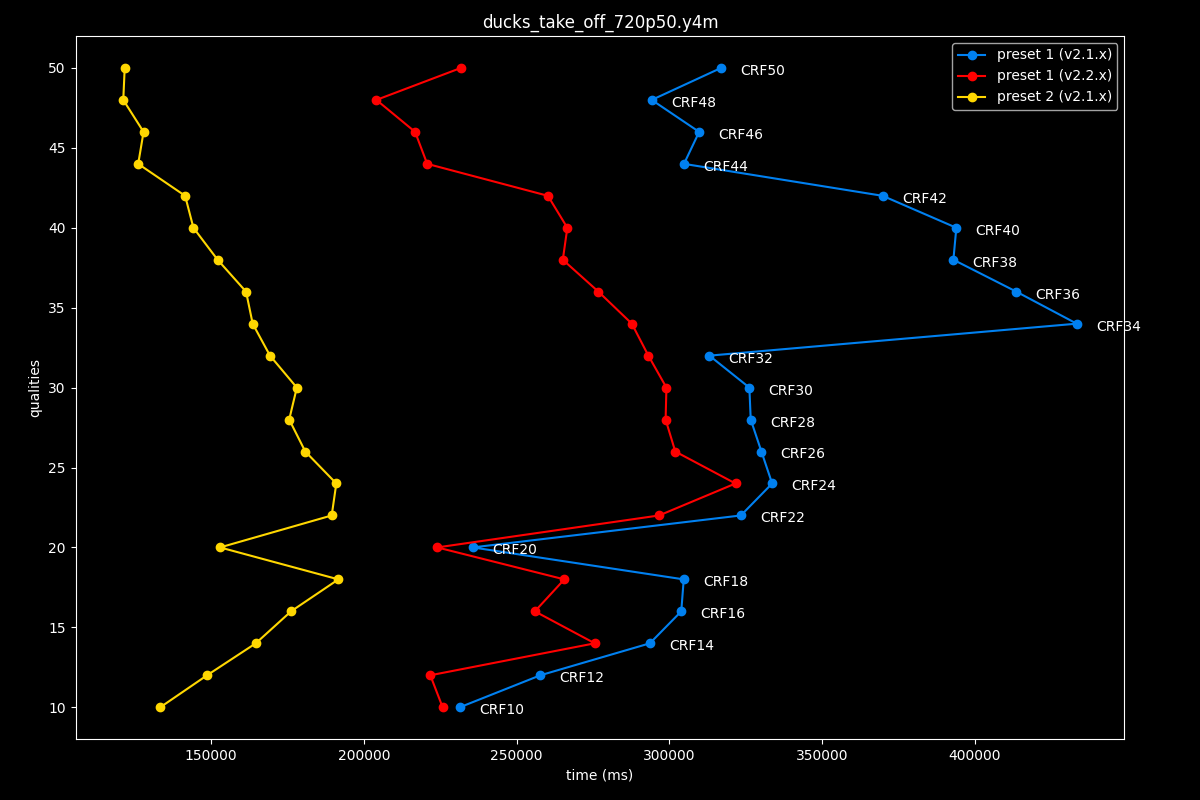 ducks_take_off_720p50.y4m
preset 1 (v2.1.x)
preset 1 (v2.2.x)
preset 2 (v2.1.x)
qualities
50
45
40
35
30
25
20
15
10
CRF50
CRF48
CRF46
CRF44
CRF42
CRF40
CRF38
CRF36
CRF34
CRF32
CRF30
CRF28
CRF26
CRF24
CRF22
CRF20
CRF18
CRF16
CRF14
CRF12
CRF10
150000 200000 250000 300000 350000 400000
time (ms)